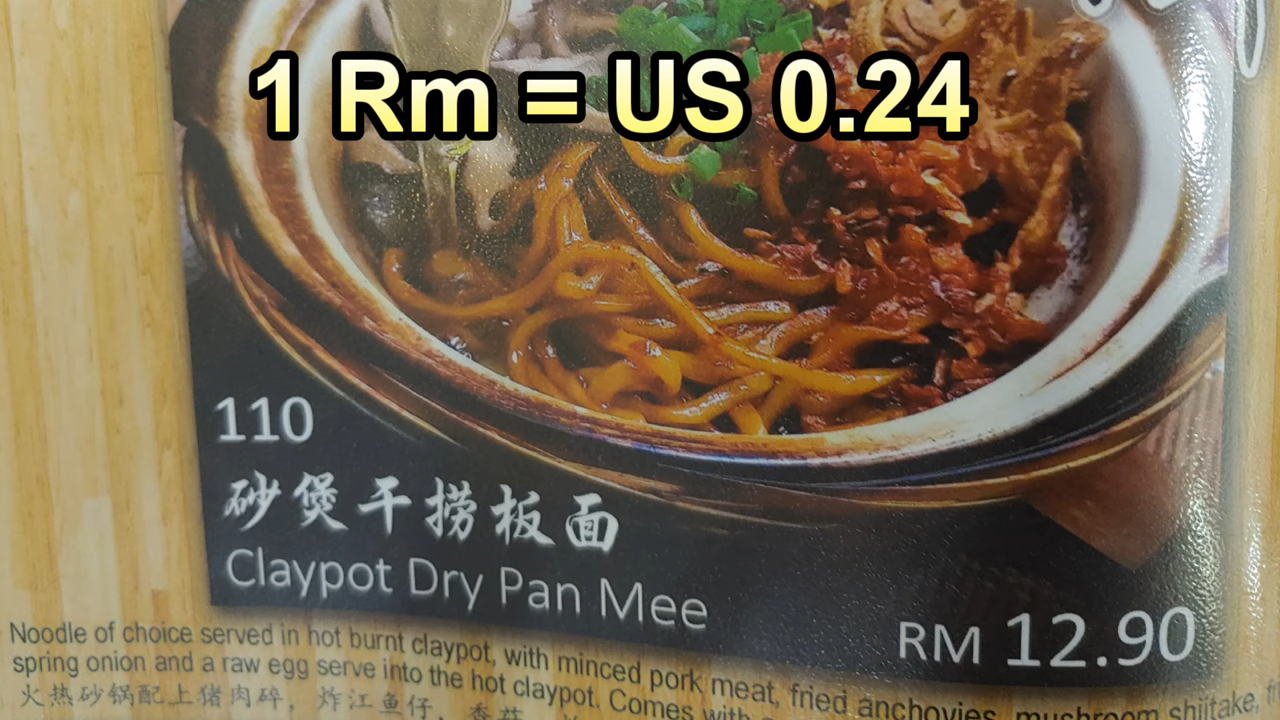 1 Rm = US 0.24
110
砂煲干捞板面
Claypot Dry Pan Mee
RM 12.90
Noodle of choice served in hot burnt claypot, with minced pork meat, fried anchovies, mushroom shiitake,
spring onion and a raw egg serve into the hot claypot. Comes with
火热砂锅配上猪肉碎, 炸江鱼仔, 香菇,